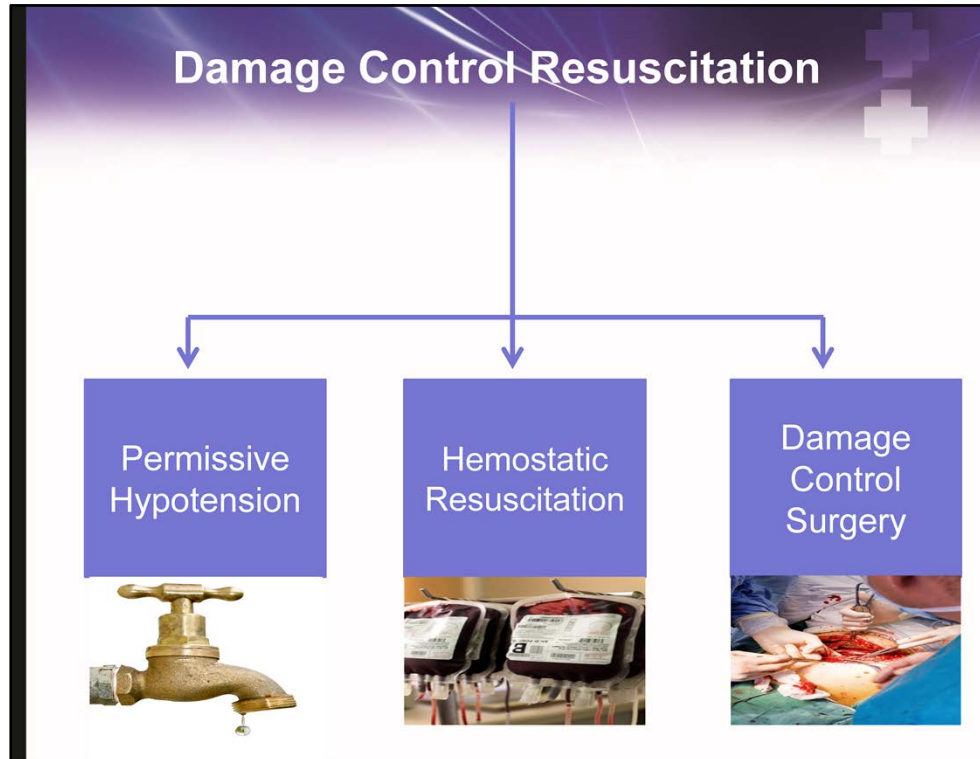 Damage Control Resuscitation
Permissive
Hypotension
Hemostatic
Resuscitation
Damage
Control
Surgery
B